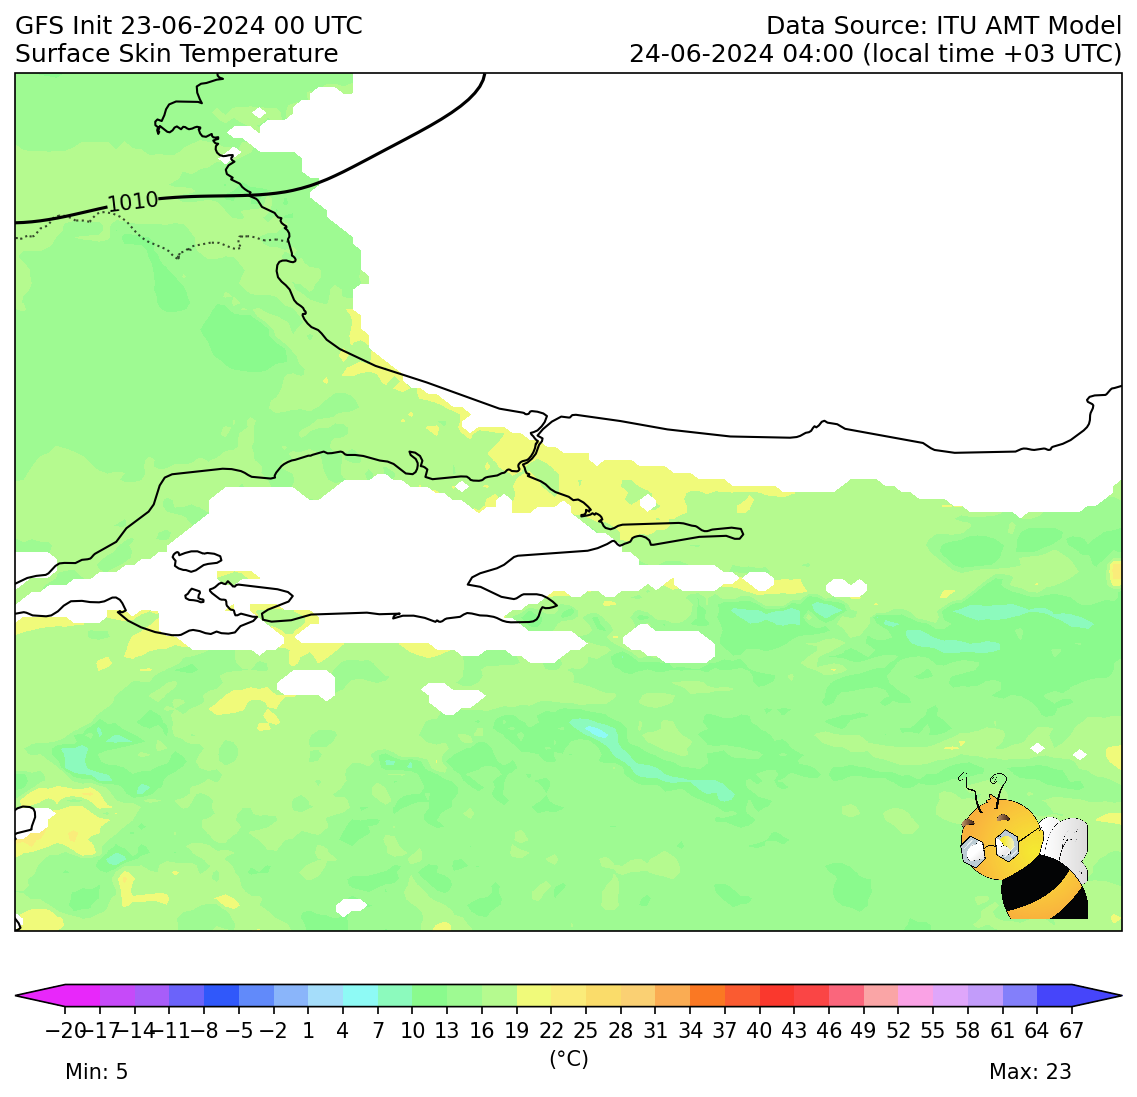 GFS Init 23-06-2024 00 UTC
Data Source: ITU AMT Model
Surface Skin Temperature
24-06-2024 04:00 (local time +03 UTC)
1010
−20 −17 −14 −11 −8 −5 −2 1 4 7 10 13 16 19 22 25 28 31 34 37 40 43 46 49 52 55 58 61 64 67
(°C)
Min: 5
Max: 23